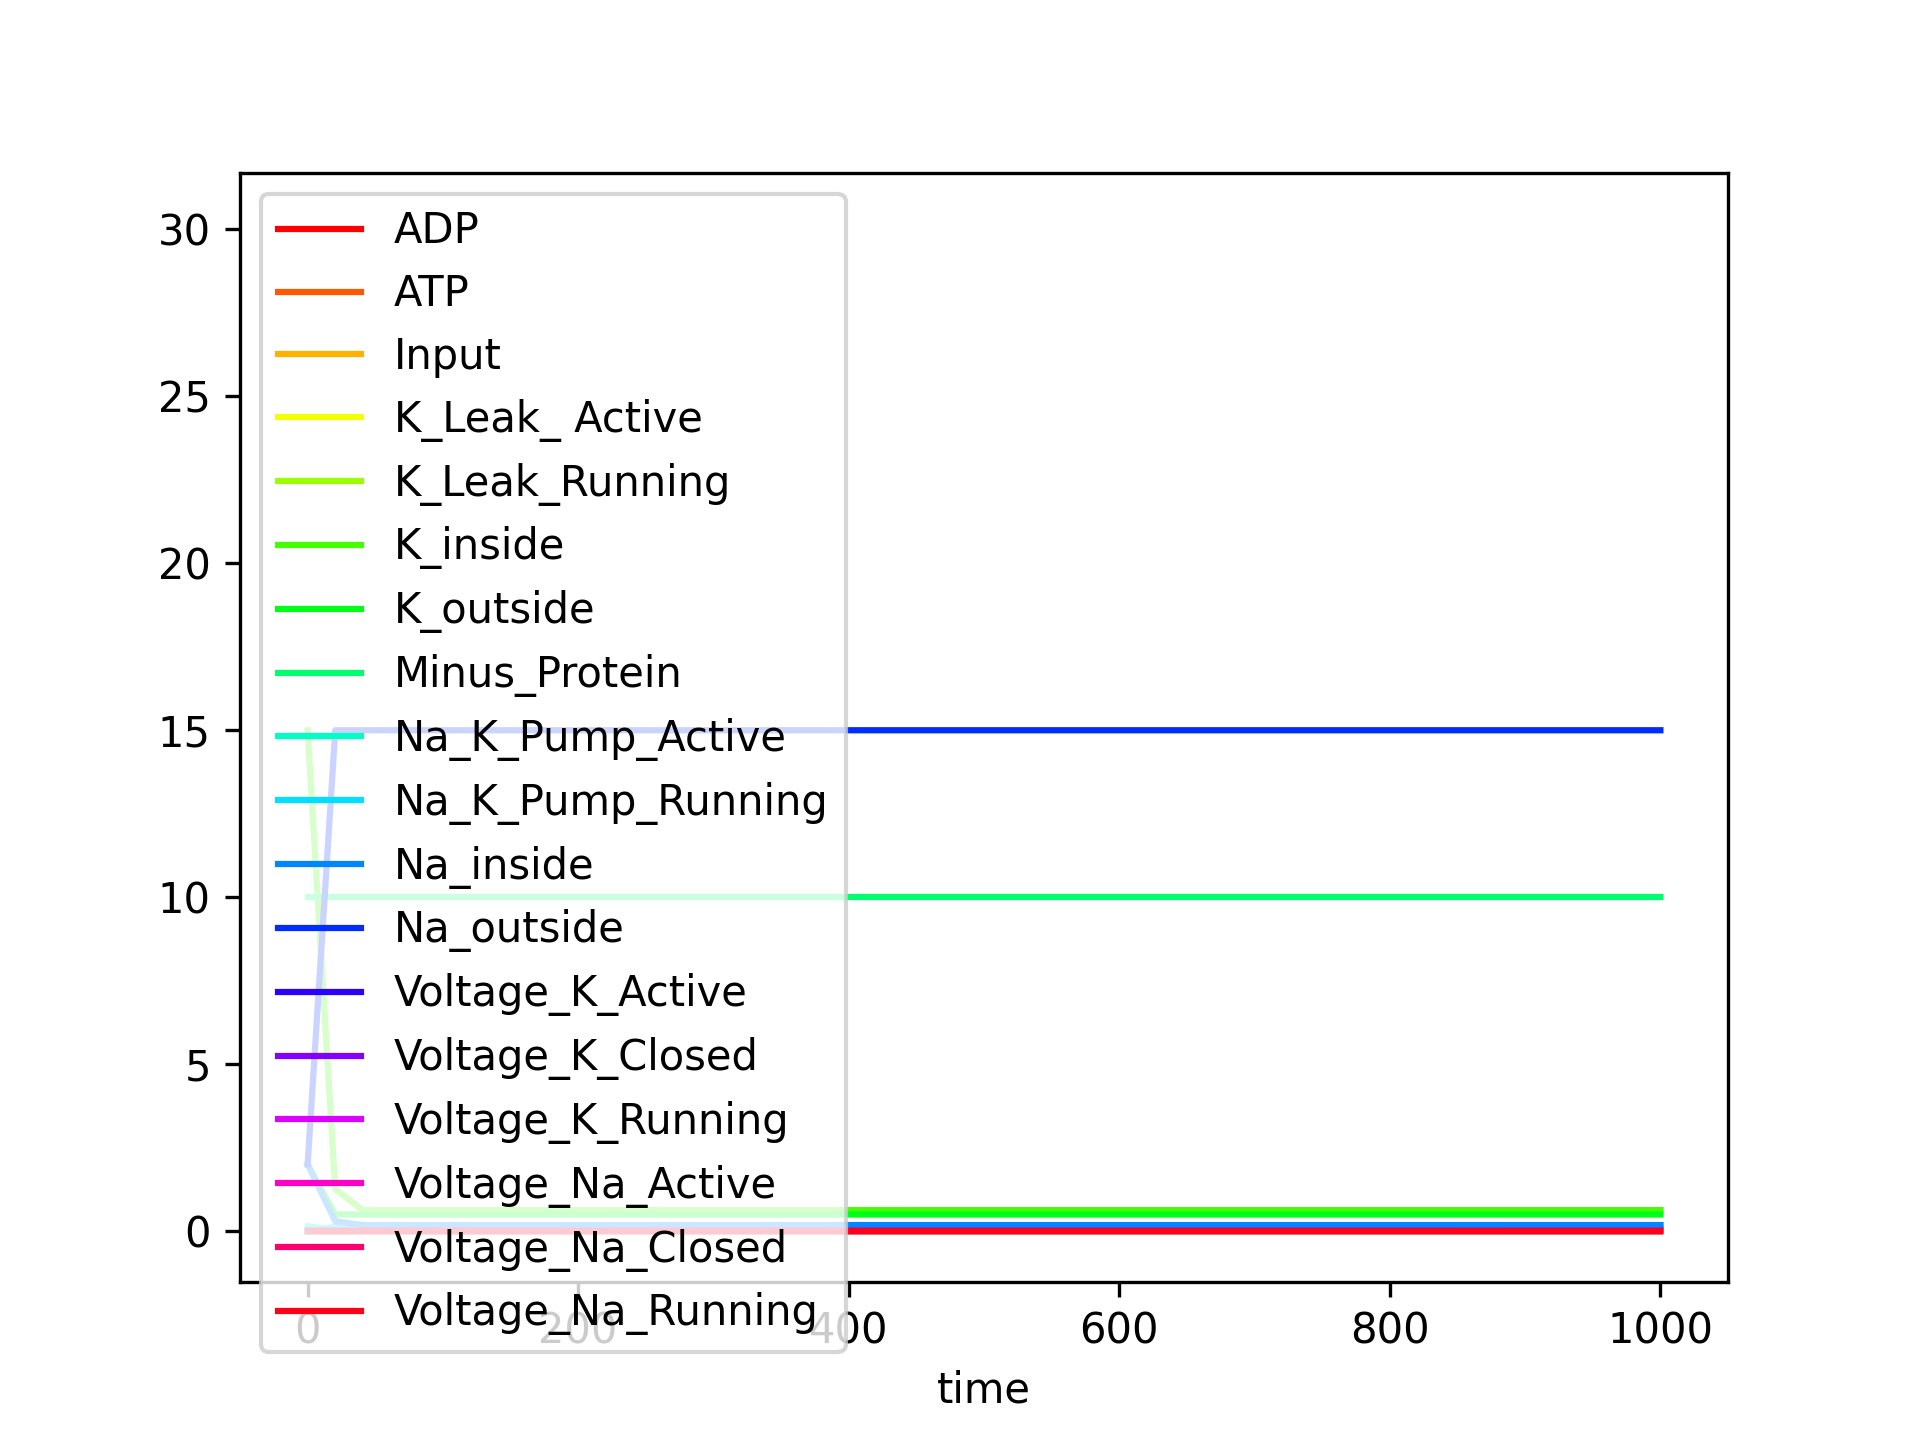 30
25
20
15
10
5
0
ADP
ATP
Input
K_Leak_ Active
K_Leak_Running
K_inside
K_outside
Minus_Protein
Na_K_Pump_Active
Na_K_Pump_Running
Na_inside
Na_outside
Voltage_K_Active
Voltage_K_Closed
Voltage_K_Running
Voltage_Na_Active
Voltage_Na_Closed
Voltage_Na_Running
0 200 400 600 800 1000
time